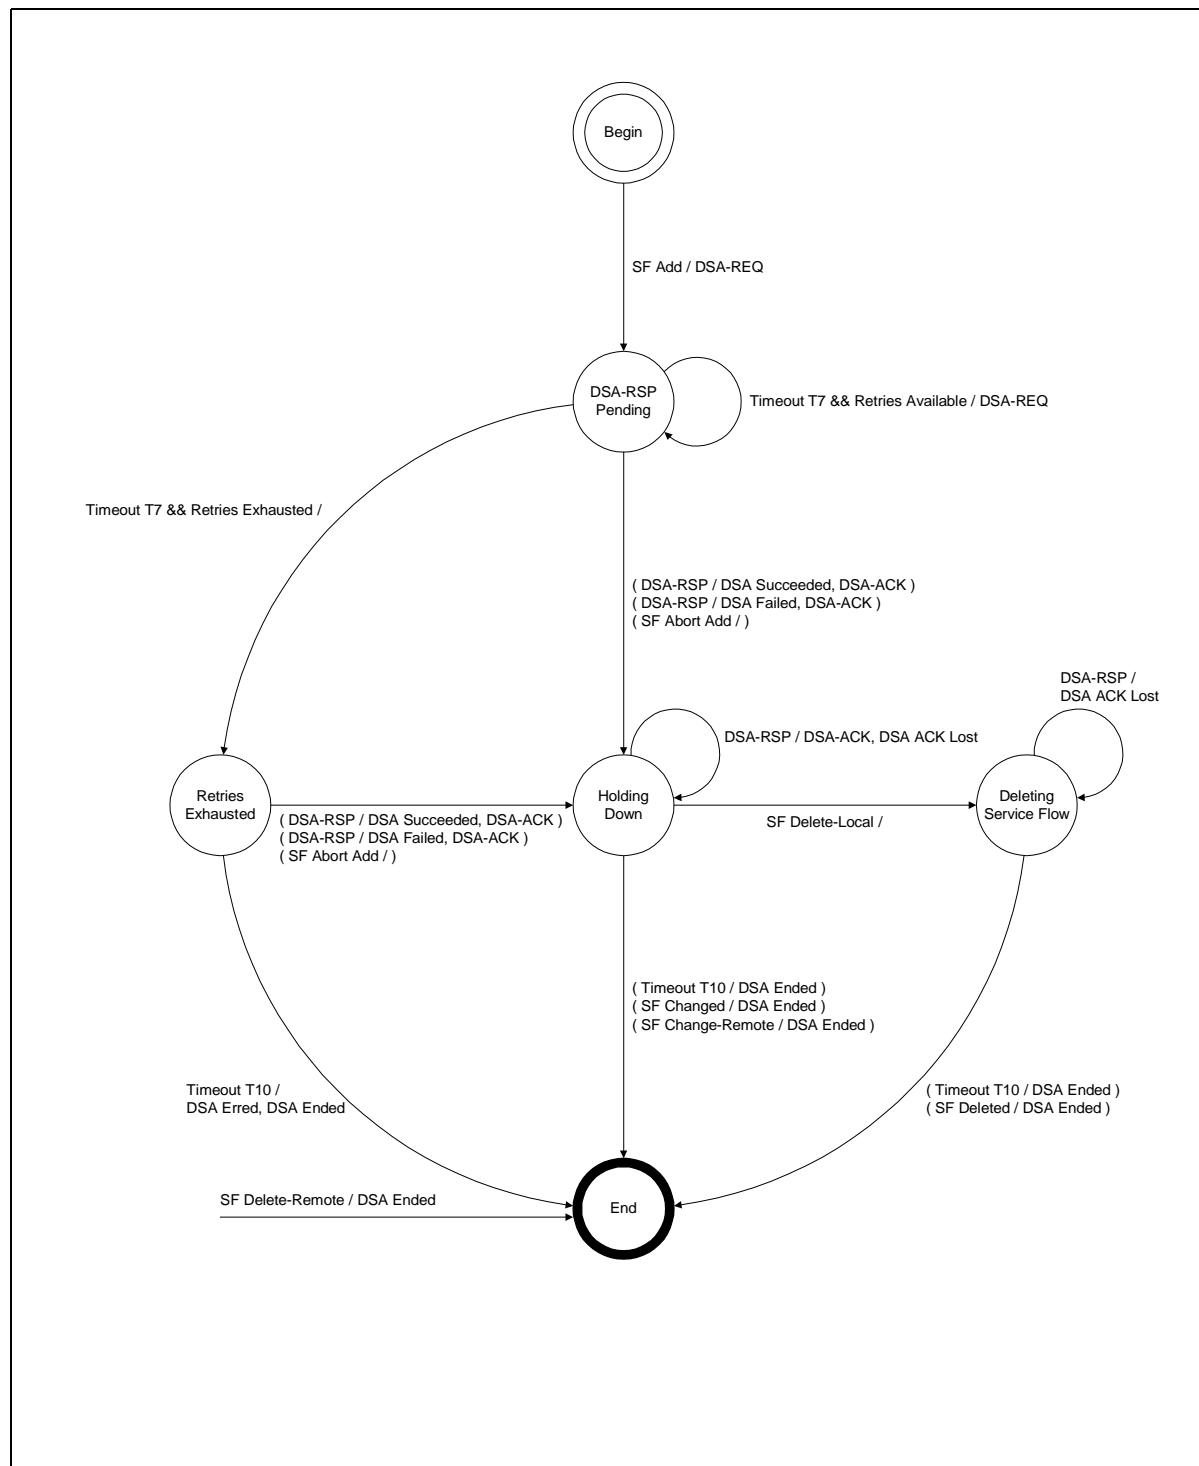 Begin
SF Add / DSA-REQ
DSA-RSP
Pending
Timeout T7 && Retries Available / DSA-REQ
Timeout T7 && Retries Exhausted /
( DSA-RSP / DSA Succeeded, DSA-ACK )
( DSA-RSP / DSA Failed, DSA-ACK )
( SF Abort Add / )
DSA-RSP /
DSA ACK Lost
DSA-RSP / DSA-ACK, DSA ACK Lost
Retries
Exhausted
Holding
Down
Deleting
Service Flow
( DSA-RSP / DSA Succeeded, DSA-ACK )
( DSA-RSP / DSA Failed, DSA-ACK )
( SF Abort Add / )
SF Delete-Local /
( Timeout T10 / DSA Ended )
( SF Changed / DSA Ended )
( SF Change-Remote / DSA Ended )
Timeout T10 /
DSA Erred, DSA Ended
( Timeout T10 / DSA Ended )
( SF Deleted / DSA Ended )
SF Delete-Remote / DSA Ended
End